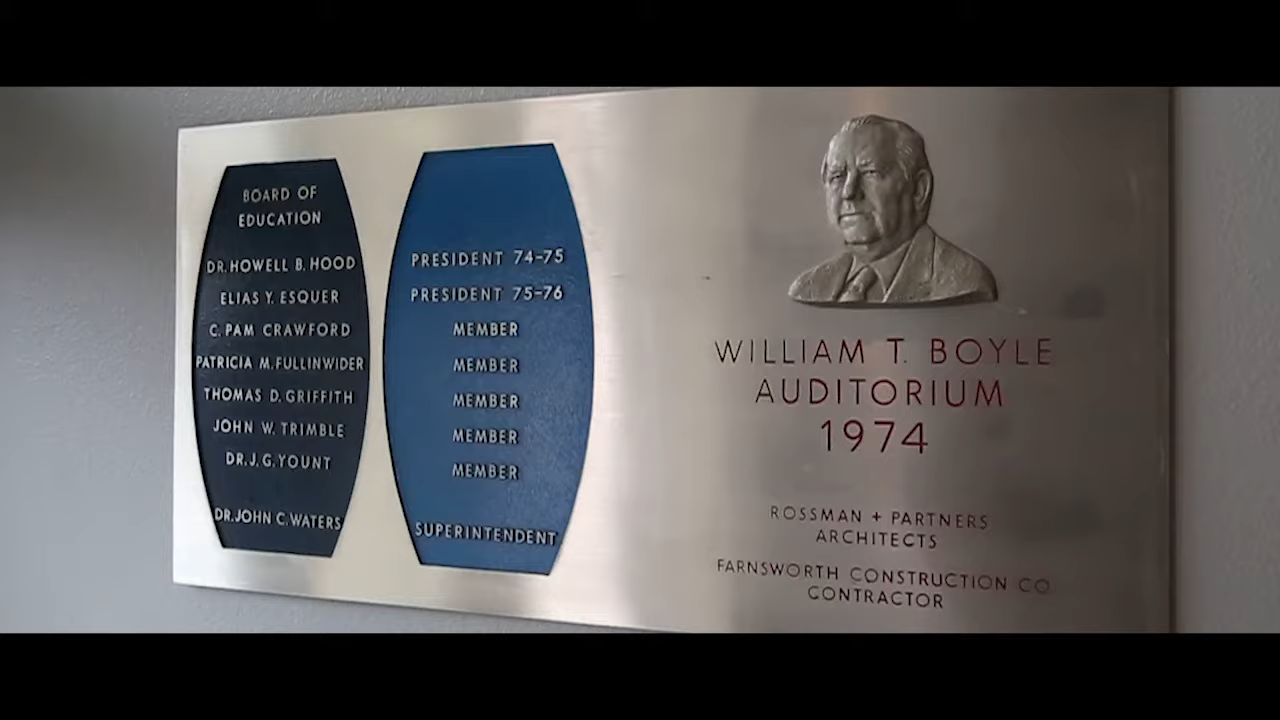 BOARD OF
EDUCATION
DR. HOWELL B. HOOD
ELIAS Y. ESQUER
C. PAM CRAWFORD
PATRICIA M. FULLINWIDER
THOMAS D. GRIFFITH
JOHN W. TRIMBLE
DR. J. G. YOUNT
DR. JOHN C. WATERS
PRESIDENT 74-75
PRESIDENT 75-76
MEMBER
MEMBER
MEMBER
MEMBER
MEMBER
SUPERINTENDENT
WILLIAM T. BOYLE
AUDITORIUM
1974
ROSSMAN + PARTNERS
ARCHITECTS
FARNSWORTH CONSTRUCTION CO
CONTRACTOR